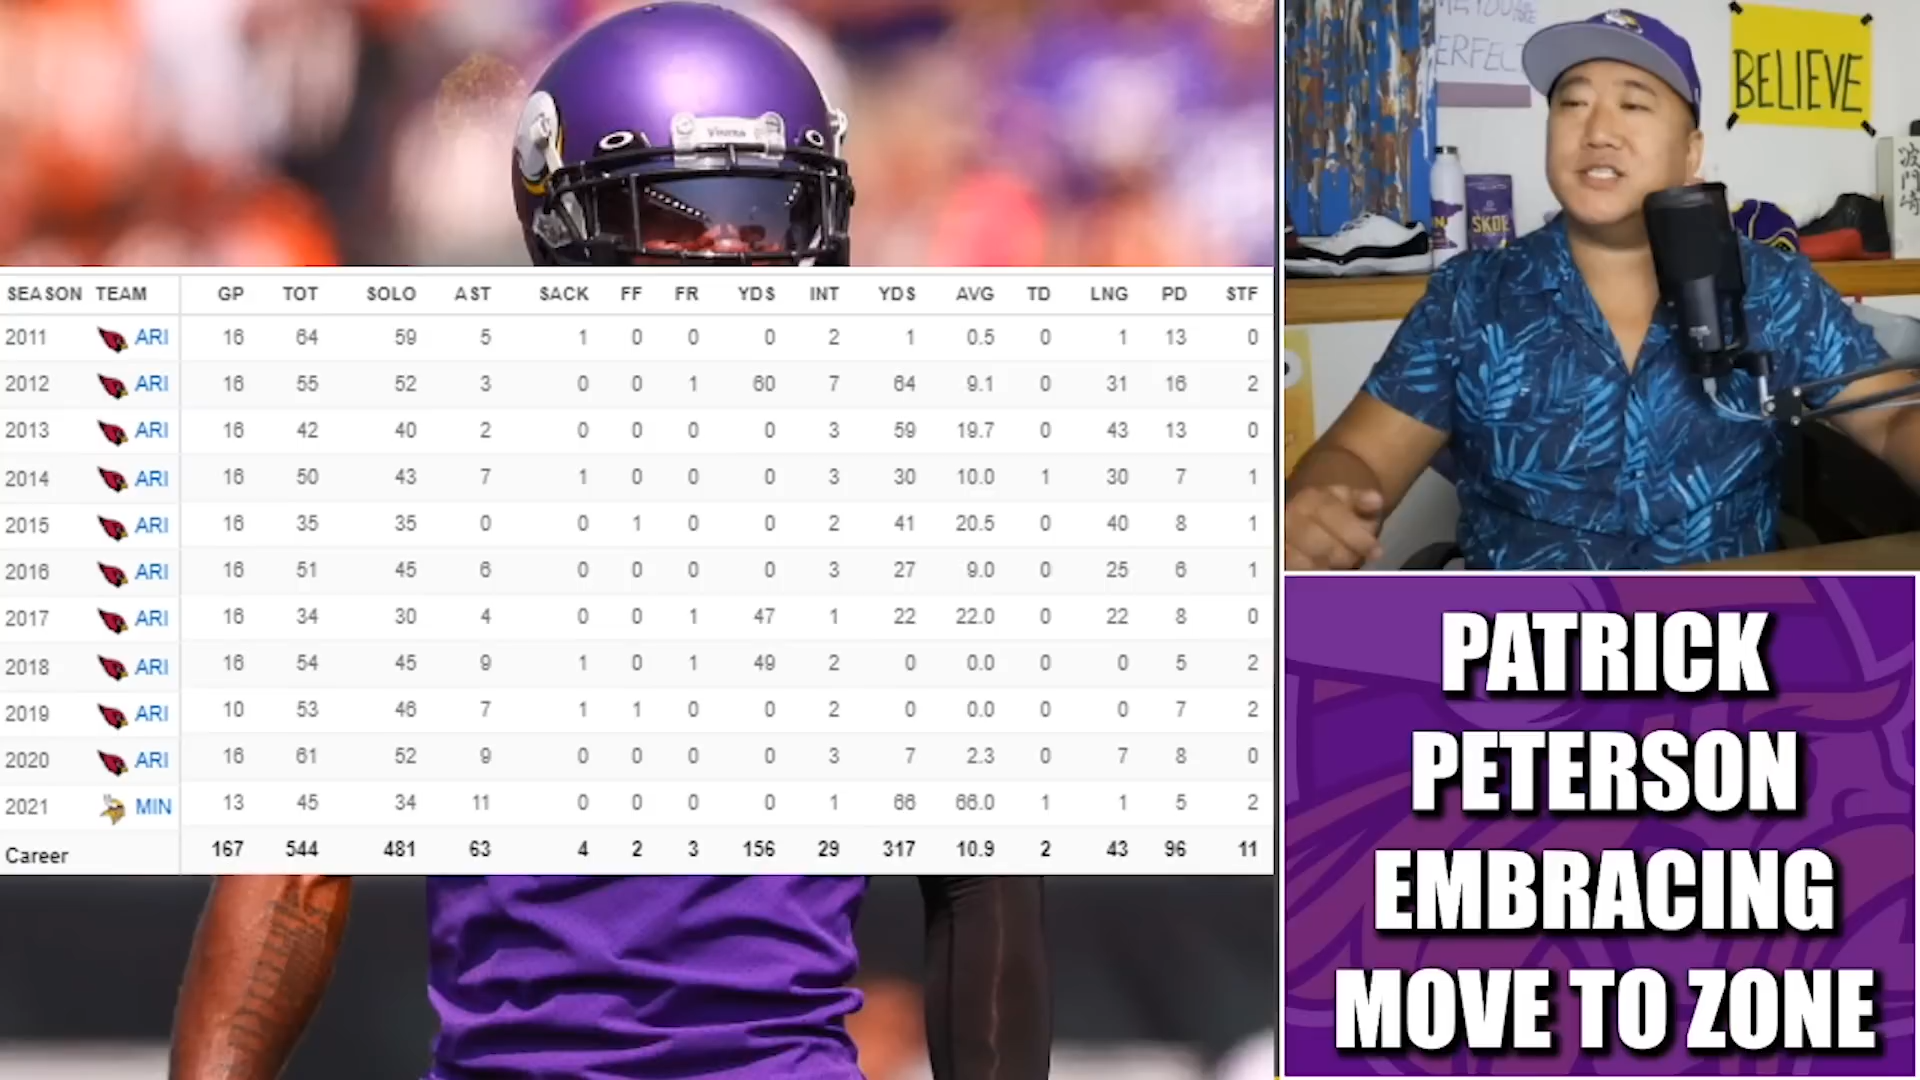 Vikings
SEASON TEAM GP TOT SOLO AST SACK FF FR YDS INT YDS AVG TD LNG PD STF
2011 ARI 16 64 59 5 1 0 0 0 2 1 0.5 0 1 13 0
2012 ARI 16 55 52 3 0 0 1 60 7 64 9.1 0 31 16 2
2013 ARI 16 42 40 2 0 0 0 0 3 59 19.7 0 43 13 0
2014 ARI 16 50 43 7 1 0 0 0 3 30 10.0 1 30 7 1
2015 ARI 16 35 35 0 0 1 0 0 2 41 20.5 0 40 8 1
2016 ARI 16 51 45 6 0 0 0 0 3 27 9.0 0 25 6 1
2017 ARI 16 34 30 4 0 0 1 47 1 22 22.0 0 22 8 0
2018 ARI 16 54 45 9 1 0 1 49 2 0 0.0 0 0 5 2
2019 ARI 10 53 46 7 1 1 0 0 2 0 0.0 0 0 7 2
2020 ARI 16 61 52 9 0 0 0 0 3 7 2.3 0 7 8 0
2021 MIN 13 45 34 11 0 0 0 0 1 66 66.0 1 1 5 2
Career 167 544 481 63 4 2 3 156 29 317 10.9 2 43 96 11
BELIEVE
SKOL
PATRICK
PETERSON
EMBRACING
MOVE TO ZONE